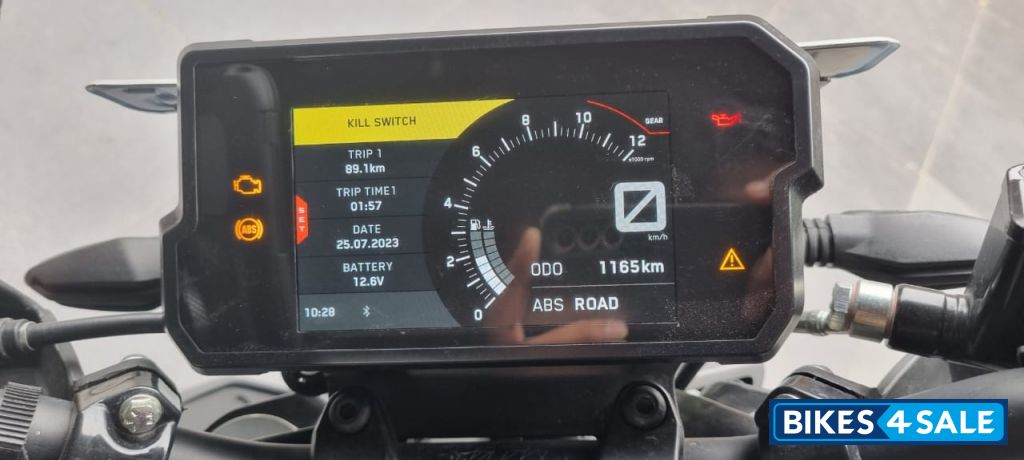 KILL SWITCH
TRIP 1
89.1km
TRIP TIME1
01:57
DATE
25.07.2023
BATTERY
12.6V
10:28
SET
ABS
0
2
4
6
8
10
12
x1000 rpm
GEAR
km/h
ODO 1165km
ABS ROAD
BIKES4SALE